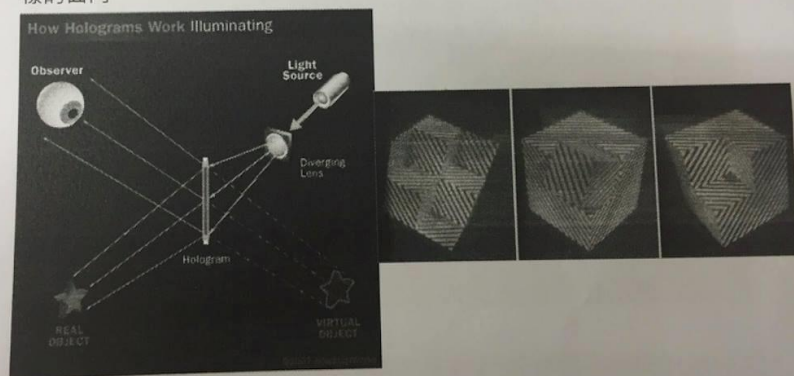 How Holograms Work Illuminating
Observer
Light
Source
Diverging
Lens
Hologram
REAL
OBJECT
VIRTUAL
OBJECT